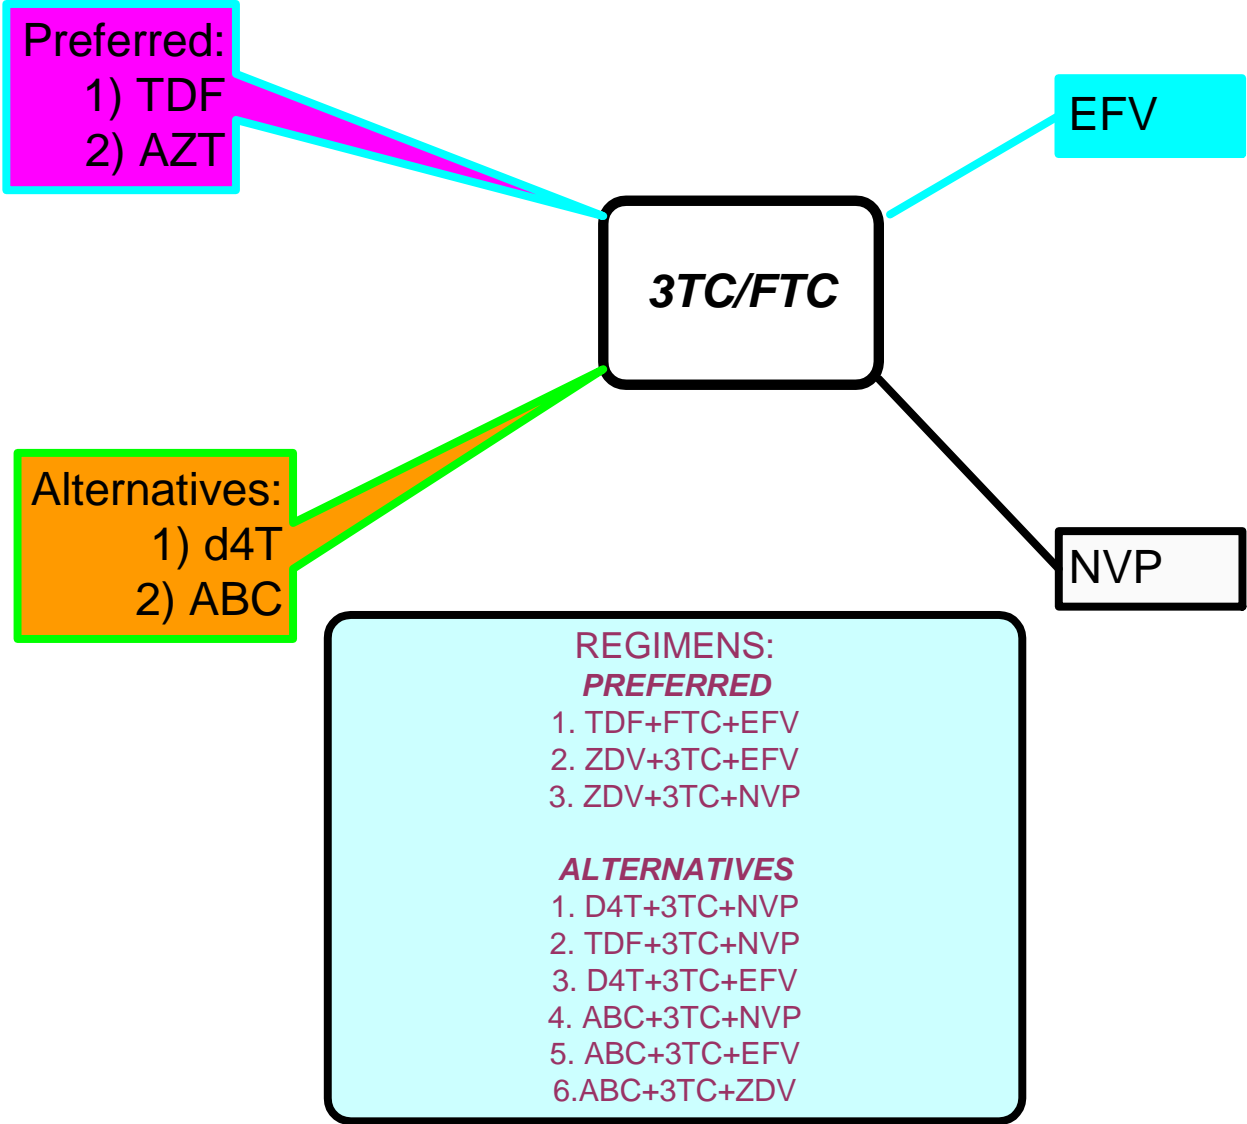 Preferred:
1) TDF
2) AZT
EFV
3TC/FTC
Alternatives:
1) d4T
2) ABC
NVP
REGIMENS:
PREFERRED
1. TDF+FTC+EFV
2. ZDV+3TC+EFV
3. ZDV+3TC+NVP
ALTERNATIVES
1. D4T+3TC+NVP
2. TDF+3TC+NVP
3. D4T+3TC+EFV
4. ABC+3TC+NVP
5. ABC+3TC+EFV
6.ABC+3TC+ZDV